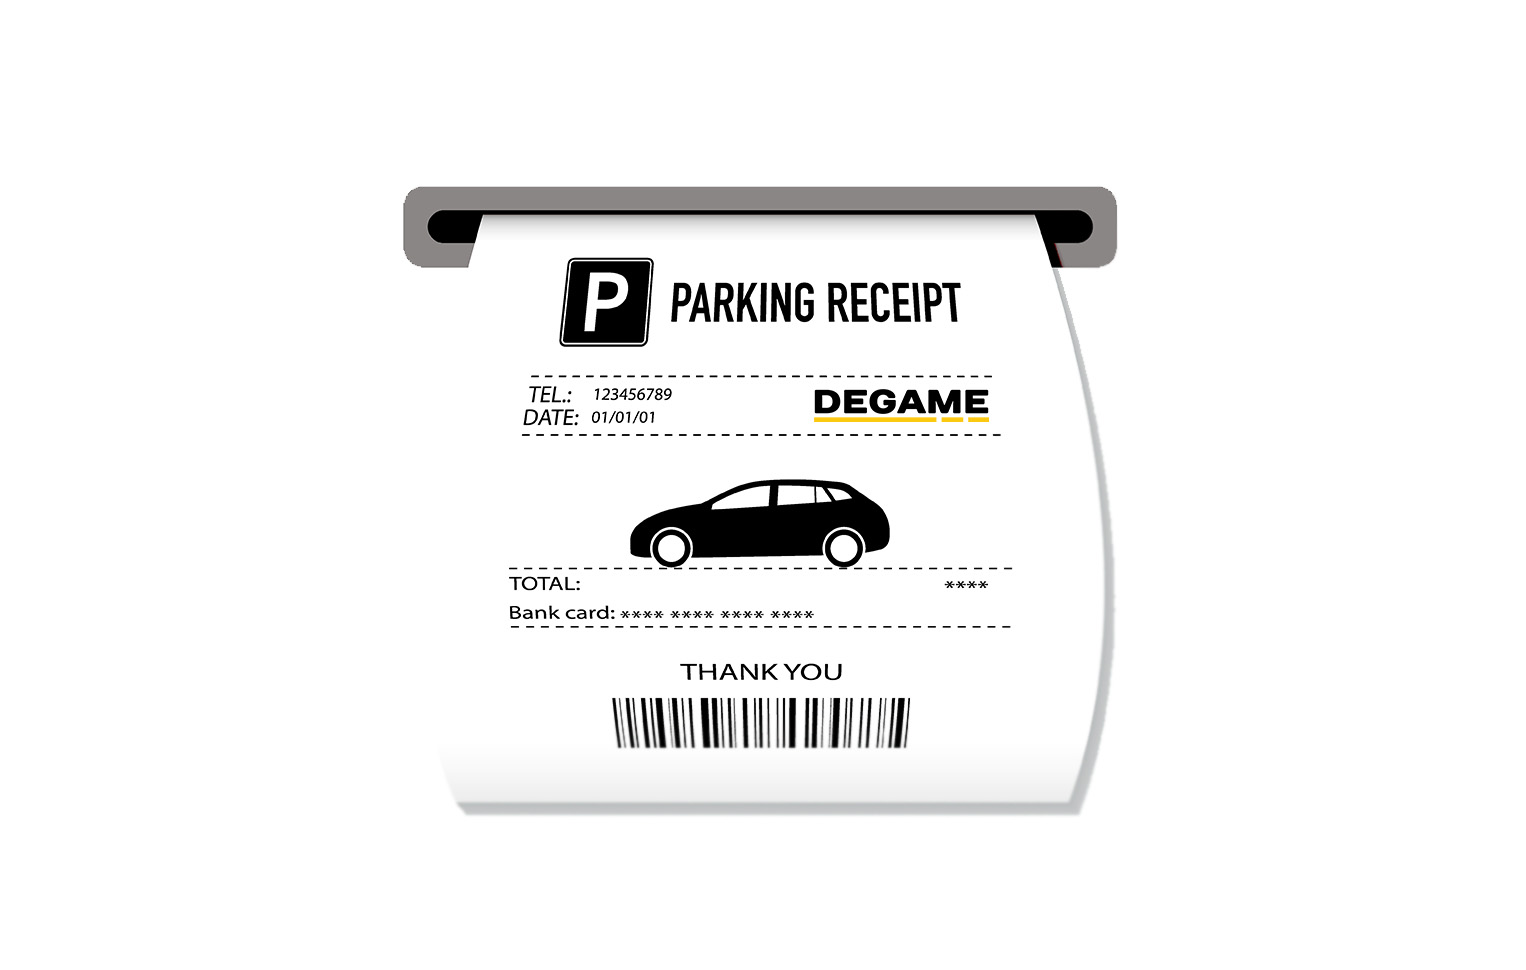 P PARKING RECEIPT
TEL.: 123456789
DATE: 01/01/01
DEGAME
TOTAL: ****
Bank card: **** **** **** ****
THANK YOU